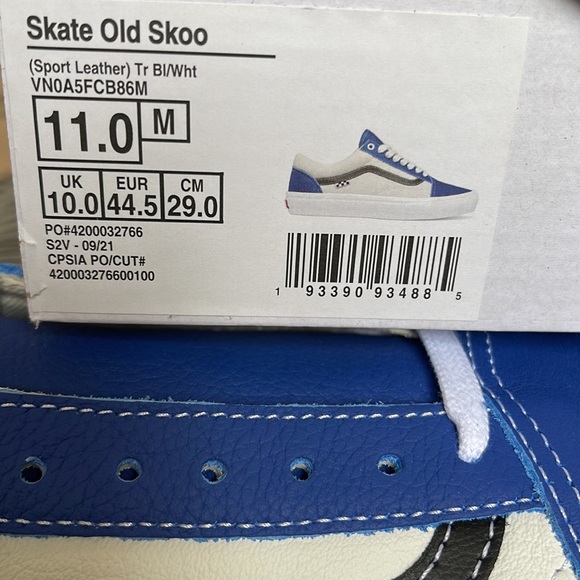 Skate Old Skoo
(Sport Leather) Tr Bl/Wht
VN0A5FCB86M
11.0 M
UK EUR CM
10.0 44.5 29.0
PO#4200032766
S2V - 09/21
CPSIA PO/CUT#
420003276600100
1 93390 93488 5